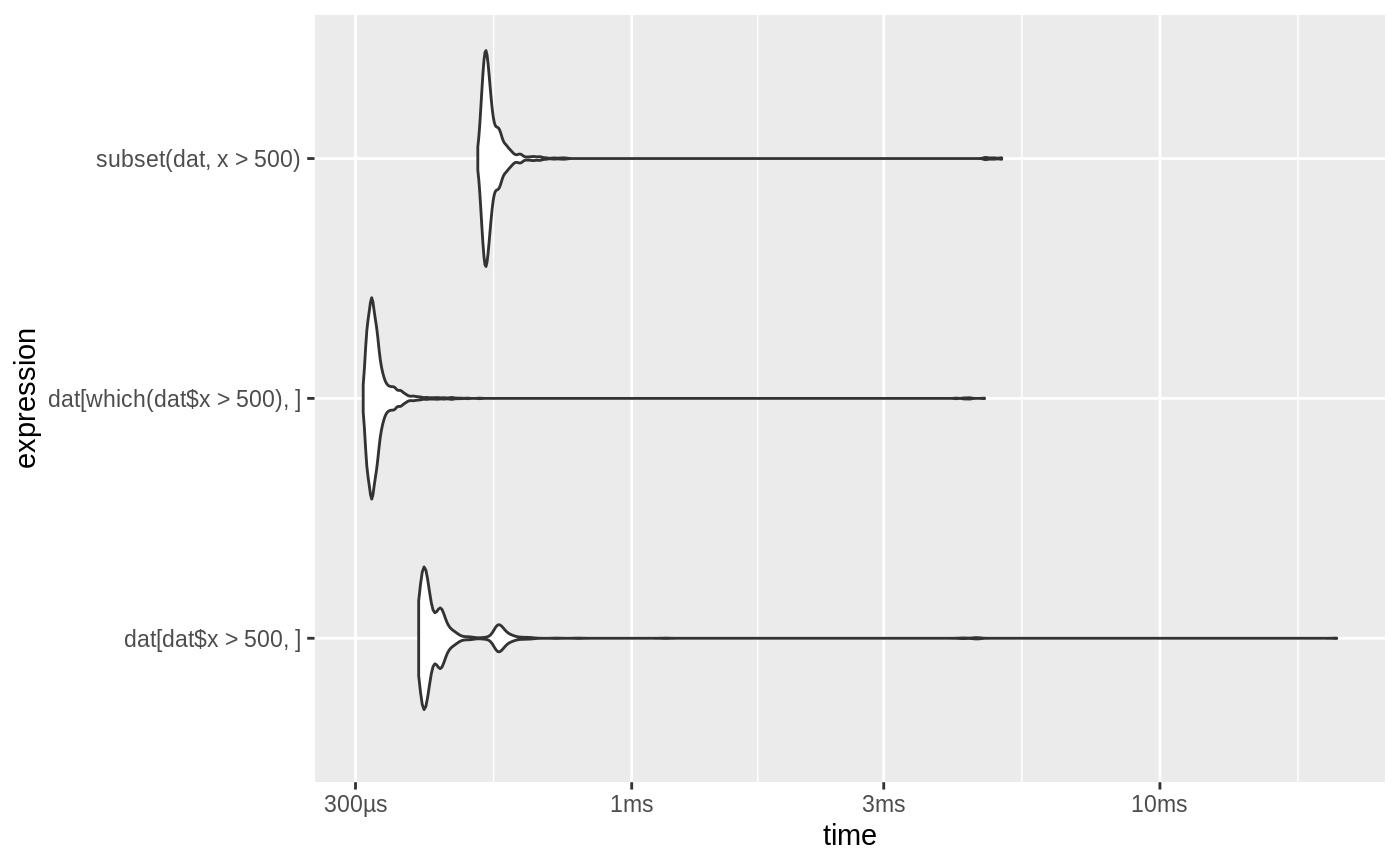 subset(dat, x > 500)
dat[which(dat$x > 500), ]
dat[dat$x > 500, ]
expression
300µs 1ms 3ms 10ms
time